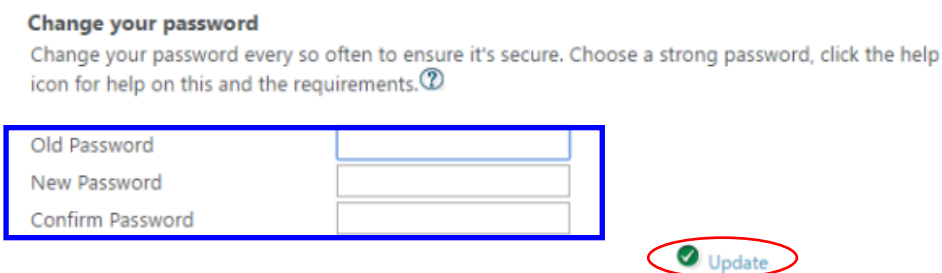 Change your password
Change your password every so often to ensure it's secure. Choose a strong password, click the help
icon for help on this and the requirements.?
Old Password
New Password
Confirm Password
Update